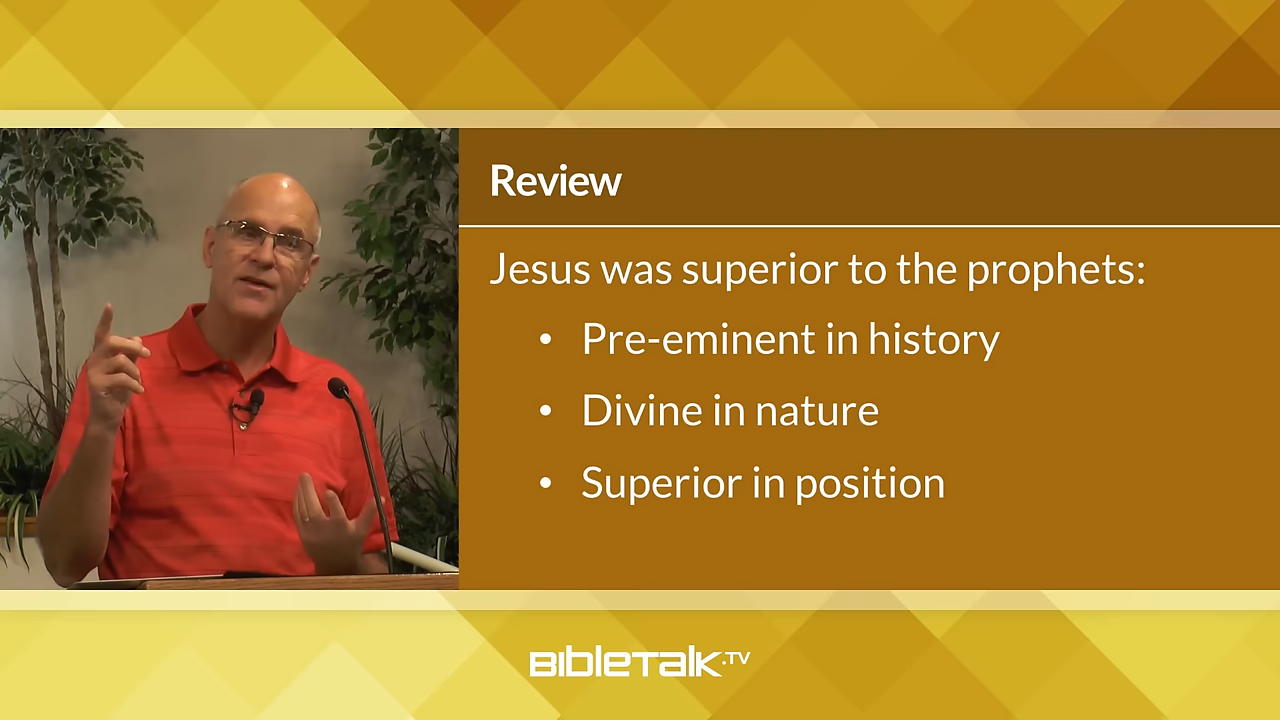 Review
Jesus was superior to the prophets:
• Pre-eminent in history
• Divine in nature
• Superior in position
BIBLETALK.TV